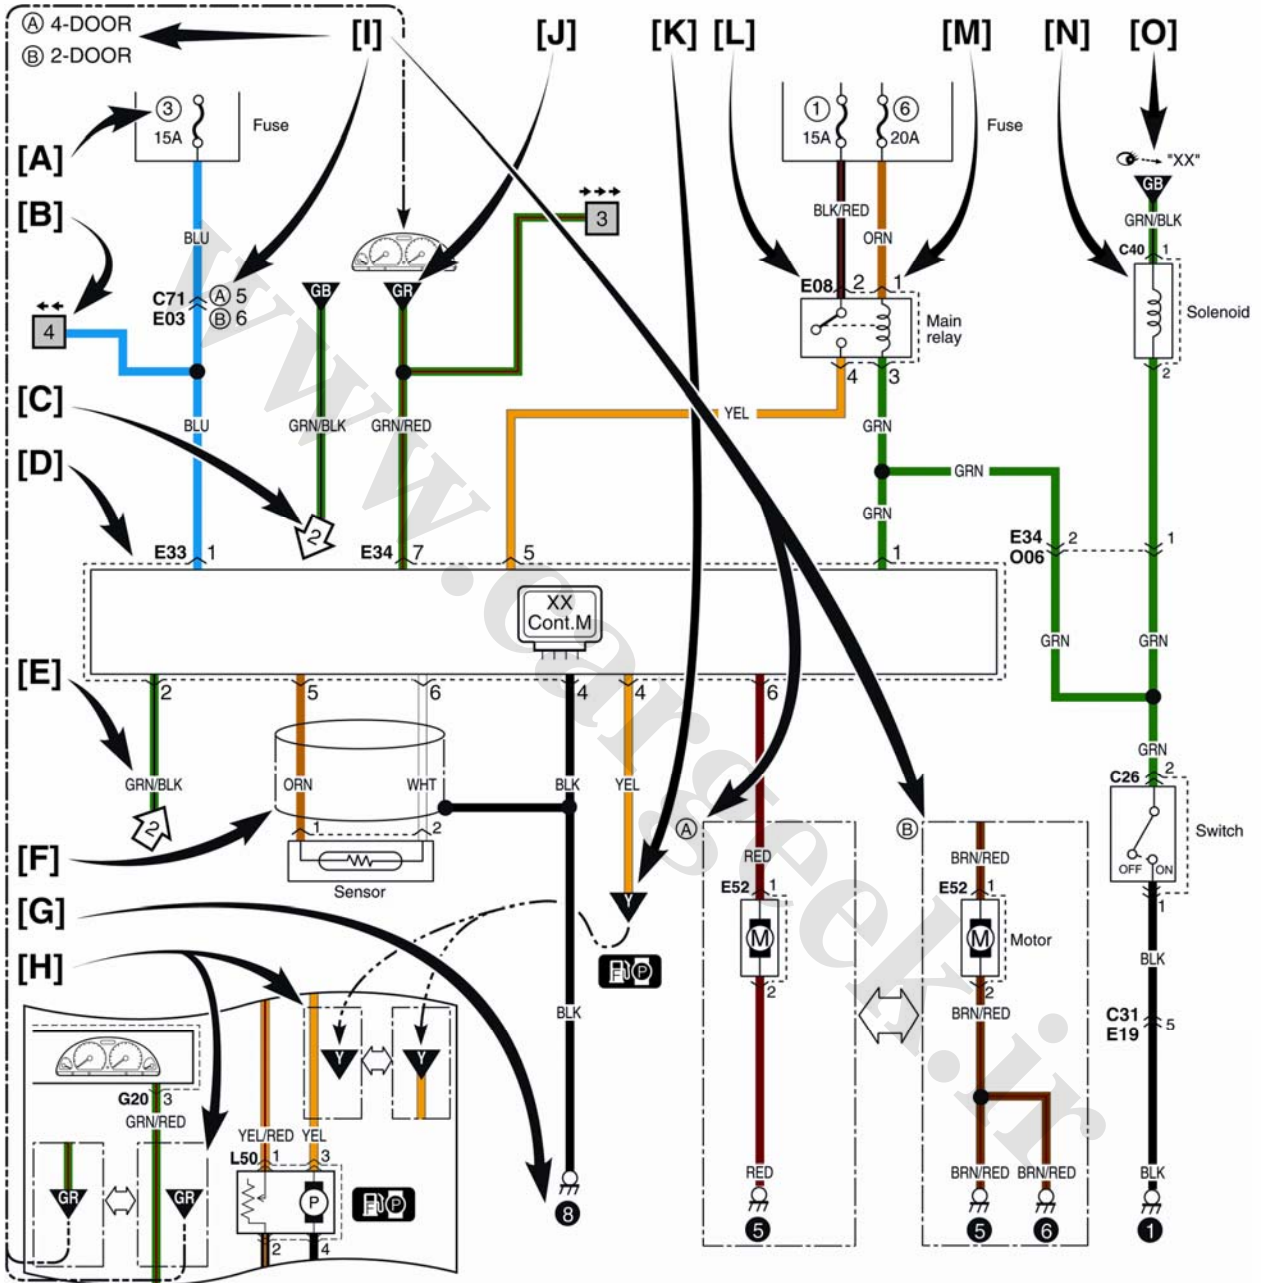 Ⓐ 4-DOOR
Ⓑ 2-DOOR
[I]
[J]
[K]
[L]
[M]
[N]
[O]
③
15A
Fuse
①
15A
⑥
20A
Fuse
"XX"
[A]
[B]
GB
GRN/BLK
C40
1
BLU
3
BLK/RED
ORN
C71
E03
Ⓐ 5
Ⓑ 6
GB
GR
E08
2
1
4
Main
relay
Solenoid
4
3
2
[C]
BLU
GRN/BLK
GRN/RED
YEL
GRN
[D]
GRN
GRN
2
E33
1
E34
7
5
1
E34
O06
2
1
XX
Cont.M
GRN
GRN
[E]
2
5
6
4
4
6
GRN
GRN/BLK
ORN
WHT
BLK
YEL
C26
2
2
1
2
Ⓐ
Ⓑ
Switch
OFF
ON
[F]
Sensor
RED
BRN/RED
E52
1
E52
1
1
[G]
Y
M
M
Motor
[H]
P
2
2
BLK
BLK
BRN/RED
C31
E19
5
Y
Y
G20
3
GRN/RED
YEL/RED
YEL
L50
1
3
GR
GR
P
P
2
4
8
RED
BRN/RED
BRN/RED
BLK
5
5
6
1
www.cargeek.ir